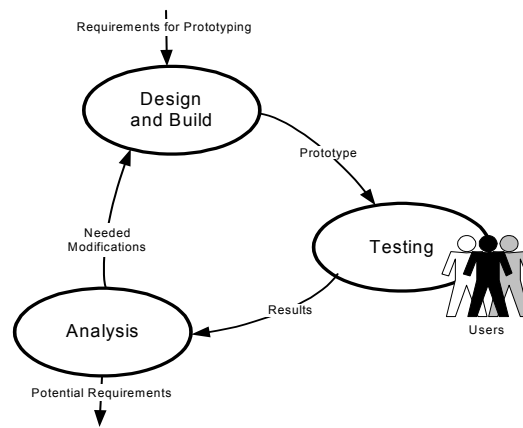 Requirements for Prototyping
Design
and Build
Prototype
Needed
Modifications
Testing
Results
Users
Analysis
Potential Requirements